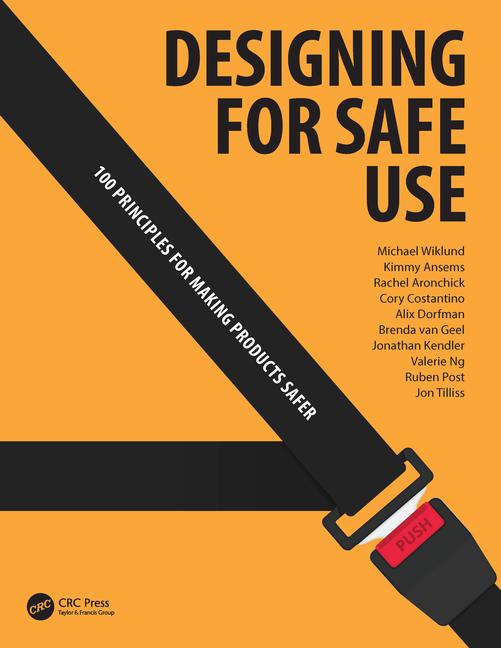 DESIGNING
FOR SAFE
USE
100 PRINCIPLES FOR MAKING PRODUCTS SAFER
Michael Wiklund
Kimmy Ansems
Rachel Aronchick
Cory Costantino
Alix Dorfman
Brenda van Geel
Jonathan Kendler
Valerie Ng
Ruben Post
Jon Tilliss
PUSH
CRC
CRC Press
Taylor & Francis Group